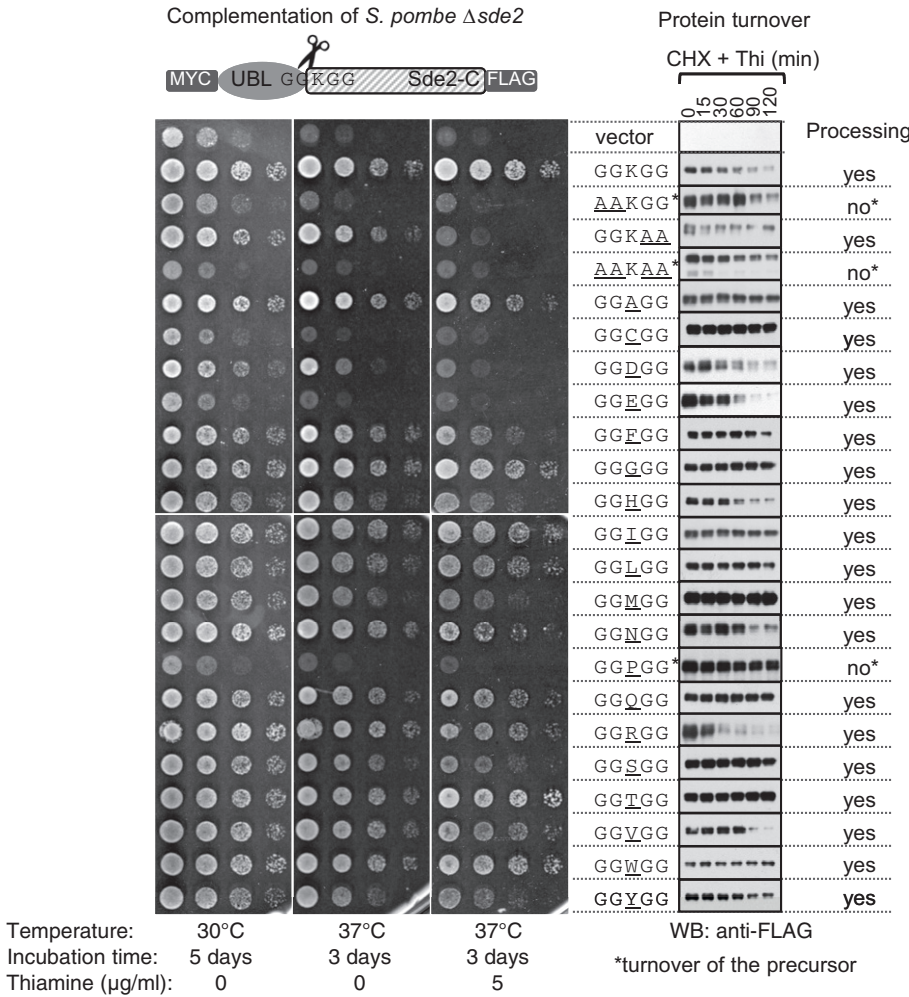 Complementation of S. pombe Δsde2
Protein turnover
MYC UBL GGKGG Sde2-C FLAG
CHX + Thi (min)
0 15 30 60 90 120
Processing
vector
GGKGG yes
AAKGG* no*
GGKAA yes
AAKAA* no*
GGAGG yes
GGCGG yes
GGDGG yes
GGEGG yes
GGFGG yes
GGGGG yes
GGHGG yes
GGIGG yes
GGLGG yes
GGMGG yes
GGNGG yes
GGPGG* no*
GGQGG yes
GGRGG yes
GGSGG yes
GGTGG yes
GGVGG yes
GGWGG yes
GGYGG yes
Temperature: 30°C 37°C 37°C
WB: anti-FLAG
Incubation time: 5 days 3 days 3 days
*turnover of the precursor
Thiamine (µg/ml): 0 0 5